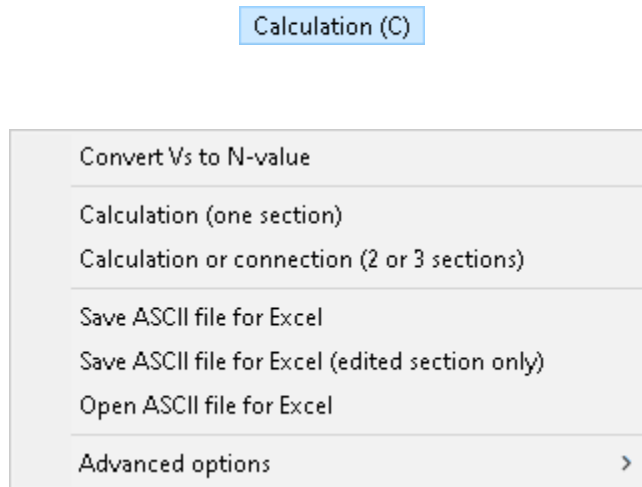 Calculation (C)
Convert Vs to N-value
Calculation (one section)
Calculation or connection (2 or 3 sections)
Save ASCII file for Excel
Save ASCII file for Excel (edited section only)
Open ASCII file for Excel
Advanced options